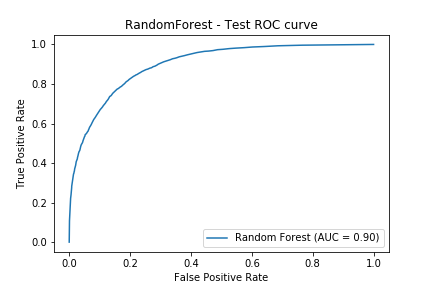 RandomForest - Test ROC curve
True Positive Rate
1.0
0.8
0.6
0.4
0.2
0.0
Random Forest (AUC = 0.90)
0.0 0.2 0.4 0.6 0.8 1.0
False Positive Rate